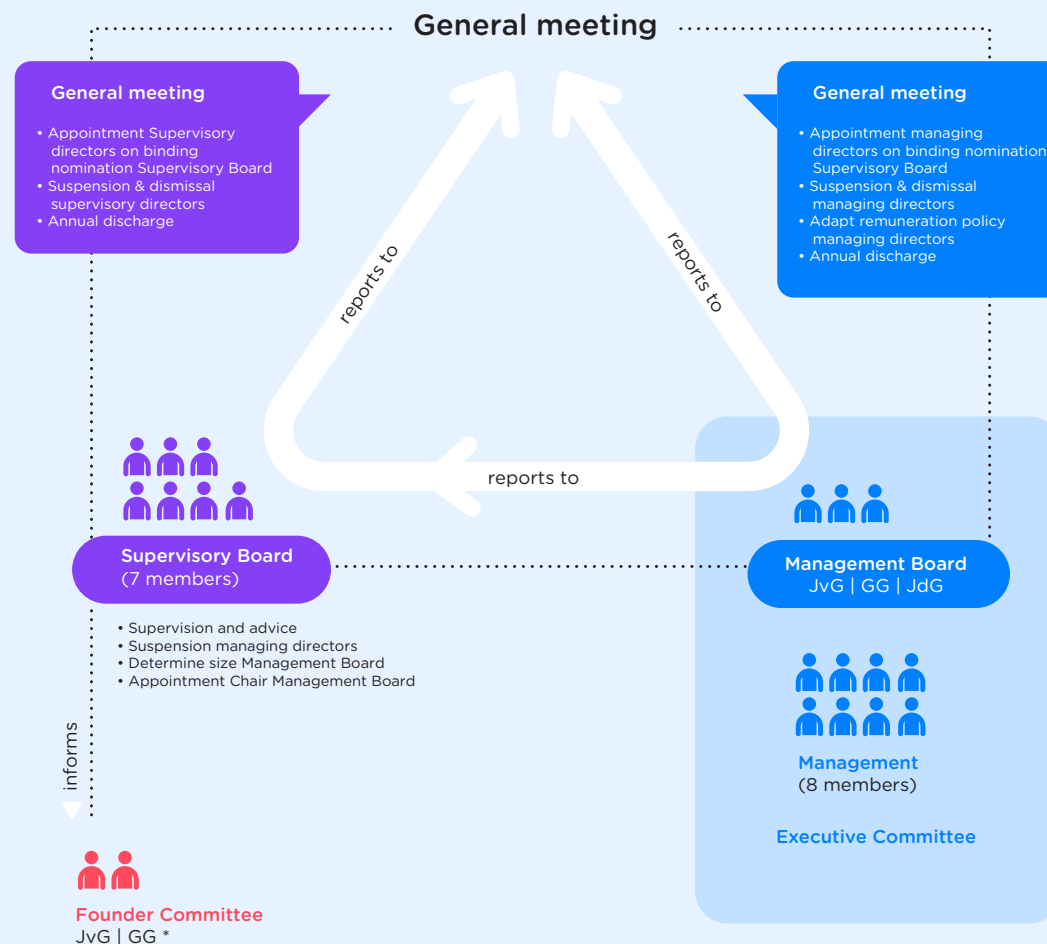 General meeting
General meeting
• Appointment Supervisory
directors on binding
nomination Supervisory Board
• Suspension & dismissal
supervisory directors
• Annual discharge
General meeting
• Appointment managing
directors on binding nomination
Supervisory Board
• Suspension & dismissal
managing directors
• Adapt remuneration policy
managing directors
• Annual discharge
reports to
reports to
reports to
Supervisory Board
(7 members)
• Supervision and advice
• Suspension managing directors
• Determine size Management Board
• Appointment Chair Management Board
Management Board
JvG | GG | JdG
Management
(8 members)
Executive Committee
informs
Founder Committee
JvG | GG *